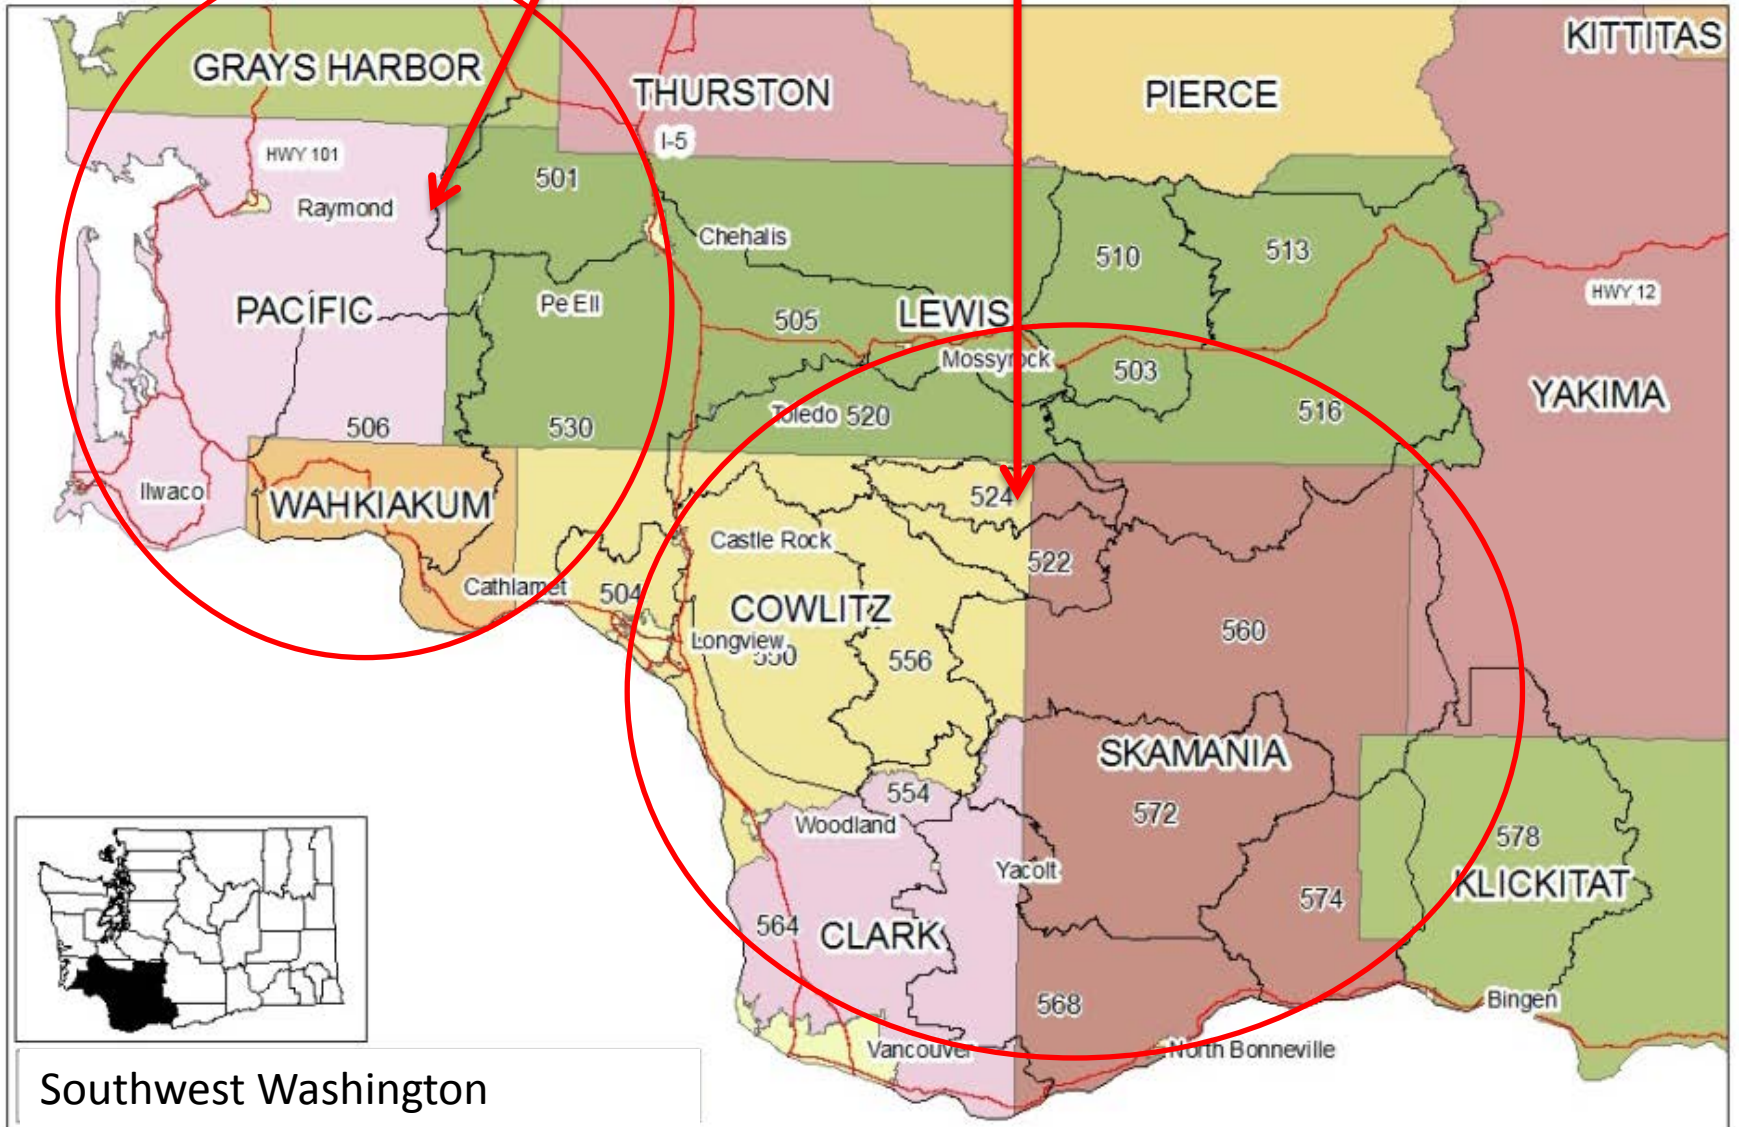 KITTITAS
GRAYS HARBOR
THURSTON
PIERCE
I-5
HWY 101
501
Raymond
Chehalis
510
513
HWY 12
PACIFIC
Pe Ell
505
LEWIS
Mossyrock
503
YAKIMA
506
530
Toledo 520
516
Ilwaco
WAHKIAKUM
524
Castle Rock
522
Cathlamet
504
COWLITZ
Longview
550
556
560
SKAMANIA
554
572
Woodland
578
Yacolt
KLICKITAT
574
564
CLARK
568
Bingen
Vancouver
North Bonneville
Southwest Washington